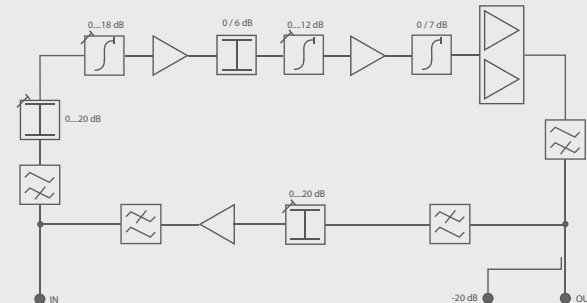 0....18 dB
0 / 6 dB
0....12 dB
0 / 7 dB
0....20 dB
0....20 dB
IN
-20 dB
OU